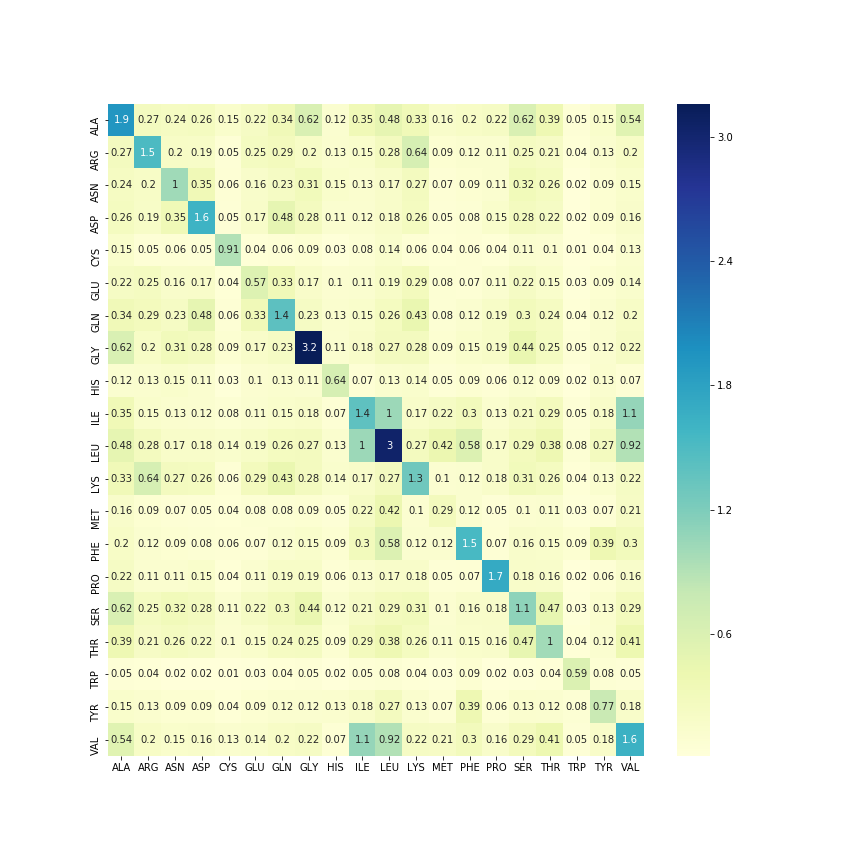 ALA 1.9 0.27 0.24 0.26 0.15 0.22 0.34 0.62 0.12 0.35 0.48 0.33 0.16 0.2 0.22 0.62 0.39 0.05 0.15 0.54
ARG 0.27 1.5 0.2 0.19 0.05 0.25 0.29 0.2 0.13 0.15 0.28 0.64 0.09 0.12 0.11 0.25 0.21 0.04 0.13 0.2
ASN 0.24 0.2 1 0.35 0.06 0.16 0.23 0.31 0.15 0.13 0.17 0.27 0.07 0.09 0.11 0.32 0.26 0.02 0.09 0.15
ASP 0.26 0.19 0.35 1.6 0.05 0.17 0.48 0.28 0.11 0.12 0.18 0.26 0.05 0.08 0.15 0.28 0.22 0.02 0.09 0.16
CYS 0.15 0.05 0.06 0.05 0.91 0.04 0.06 0.09 0.03 0.08 0.14 0.06 0.04 0.06 0.04 0.11 0.1 0.01 0.04 0.13
GLU 0.22 0.25 0.16 0.17 0.04 0.57 0.33 0.17 0.1 0.11 0.19 0.29 0.08 0.07 0.11 0.22 0.15 0.03 0.09 0.14
GLN 0.34 0.29 0.23 0.48 0.06 0.33 1.4 0.23 0.13 0.15 0.26 0.43 0.08 0.12 0.19 0.3 0.24 0.04 0.12 0.2
GLY 0.62 0.2 0.31 0.28 0.09 0.17 0.23 3.2 0.11 0.18 0.27 0.28 0.09 0.15 0.19 0.44 0.25 0.05 0.12 0.22
HIS 0.12 0.13 0.15 0.11 0.03 0.1 0.13 0.11 0.64 0.07 0.13 0.14 0.05 0.09 0.06 0.12 0.09 0.02 0.13 0.07
ILE 0.35 0.15 0.13 0.12 0.08 0.11 0.15 0.18 0.07 1.4 1 0.17 0.22 0.3 0.13 0.21 0.29 0.05 0.18 1.1
LEU 0.48 0.28 0.17 0.18 0.14 0.19 0.26 0.27 0.13 1 3 0.27 0.42 0.58 0.17 0.29 0.38 0.08 0.27 0.92
LYS 0.33 0.64 0.27 0.26 0.06 0.29 0.43 0.28 0.14 0.17 0.27 1.3 0.1 0.12 0.18 0.31 0.26 0.04 0.13 0.22
MET 0.16 0.09 0.07 0.05 0.04 0.08 0.08 0.09 0.05 0.22 0.42 0.1 0.29 0.12 0.05 0.1 0.11 0.03 0.07 0.21
PHE 0.2 0.12 0.09 0.08 0.06 0.07 0.12 0.15 0.09 0.3 0.58 0.12 0.12 1.5 0.07 0.16 0.15 0.09 0.39 0.3
PRO 0.22 0.11 0.11 0.15 0.04 0.11 0.19 0.19 0.06 0.13 0.17 0.18 0.05 0.07 1.7 0.18 0.16 0.02 0.06 0.16
SER 0.62 0.25 0.32 0.28 0.11 0.22 0.3 0.44 0.12 0.21 0.29 0.31 0.1 0.16 0.18 1.1 0.47 0.03 0.13 0.29
THR 0.39 0.21 0.26 0.22 0.1 0.15 0.24 0.25 0.09 0.29 0.38 0.26 0.11 0.15 0.16 0.47 1 0.04 0.12 0.41
TRP 0.05 0.04 0.02 0.02 0.01 0.03 0.04 0.05 0.02 0.05 0.08 0.04 0.03 0.09 0.02 0.03 0.04 0.59 0.08 0.05
TYR 0.15 0.13 0.09 0.09 0.04 0.09 0.12 0.12 0.13 0.18 0.27 0.13 0.07 0.39 0.06 0.13 0.12 0.08 0.77 0.18
VAL 0.54 0.2 0.15 0.16 0.13 0.14 0.2 0.22 0.07 1.1 0.92 0.22 0.21 0.3 0.16 0.29 0.41 0.05 0.18 1.6
ALA ARG ASN ASP CYS GLU GLN GLY HIS ILE LEU LYS MET PHE PRO SER THR TRP TYR VAL
3.0
2.4
1.8
1.2
0.6